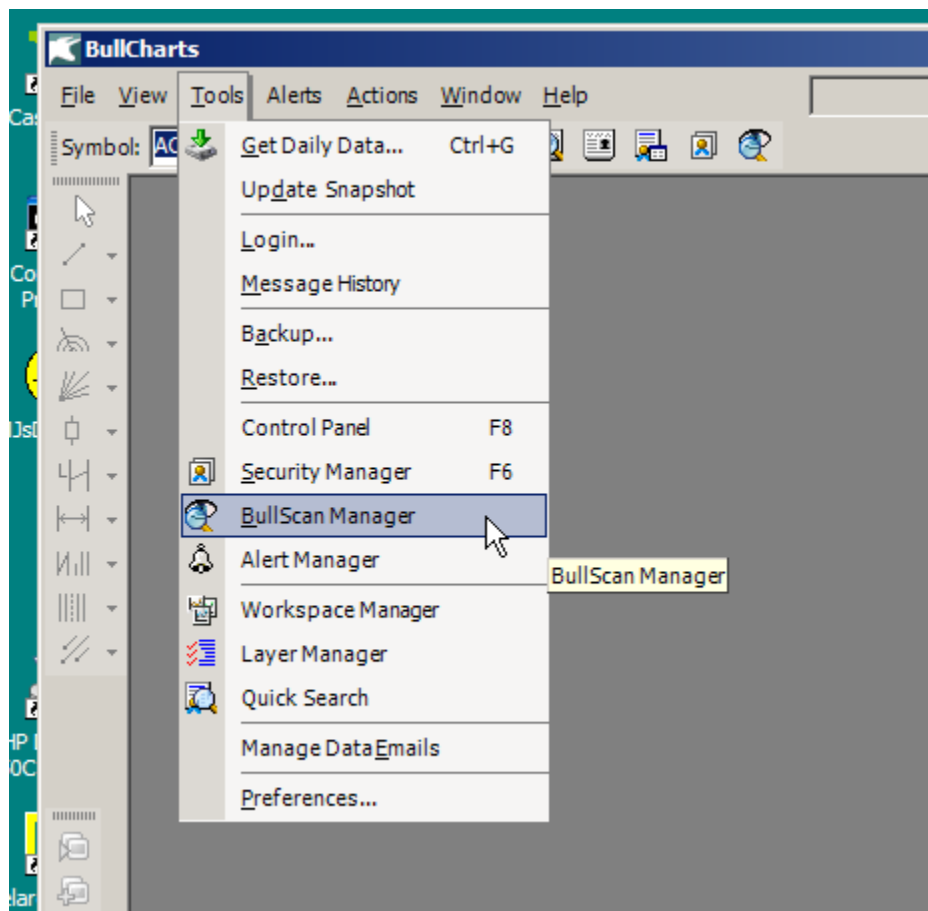 BullCharts
File View Tools Alerts Actions Window Help
Symbol:
Get Daily Data... Ctrl+G
Update Snapshot
Login...
Message History
Backup...
Restore...
Control Panel F8
Security Manager F6
BullScan Manager
Alert Manager
BullScan Manager
Workspace Manager
Layer Manager
Quick Search
Manage Data Emails
Preferences...